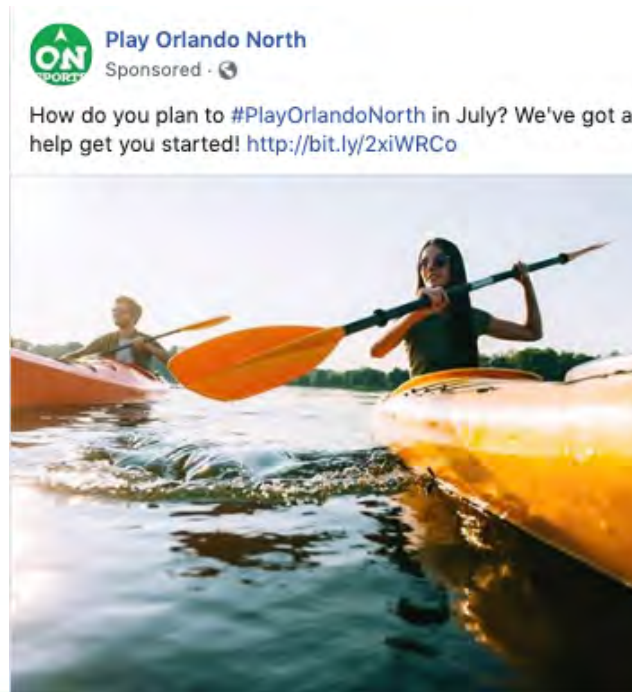 ON
SPORTS
Play Orlando North
Sponsored ·
How do you plan to #PlayOrlandoNorth in July? We've got a
help get you started! http://bit.ly/2xiWRCo